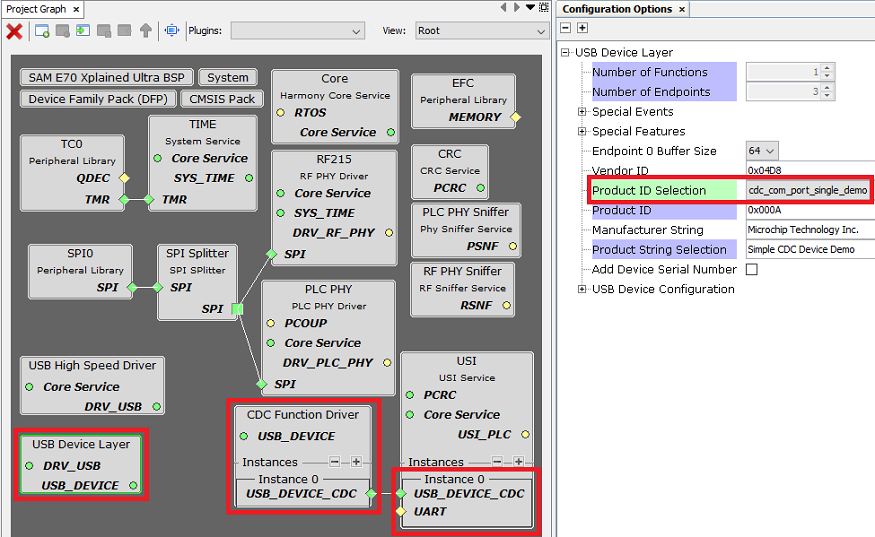 Project Graph ×
Plugins:
View: Root
SAM E70 Xplained Ultra BSP
System
Device Family Pack (DFP)
CMSIS Pack
TC0
Peripheral Library
QDEC
TMR
TIME
System Service
Core Service
SYS_TIME
TMR
Core
Harmony Core Service
RTOS
Core Service
EFC
Peripheral Library
MEMORY
RF215
RF PHY Driver
Core Service
SYS_TIME
DRV_RF_PHY
SPI
CRC
CRC Service
PCRC
PLC PHY Sniffer
Phy Sniffer Service
PSNF
SPI0
Peripheral Library
SPI
SPI Splitter
SPI SPlitter
SPI
SPI
RF PHY Sniffer
RF Sniffer Service
RSNF
PLC PHY
PLC PHY Driver
PCOUP
Core Service
DRV_PLC_PHY
SPI
USB High Speed Driver
Core Service
DRV_USB
USI
USI Service
PCRC
Core Service
USI_PLC
Instances − +
Instance 0
USB_DEVICE_CDC
UART
CDC Function Driver
USB_DEVICE
Instances − +
Instance 0
USB_DEVICE_CDC
USB Device Layer
DRV_USB
USB_DEVICE
Configuration Options ×
USB Device Layer
Number of Functions 1
Number of Endpoints 3
Special Events
Special Features
Endpoint 0 Buffer Size 64
Vendor ID 0x04D8
Product ID Selection cdc_com_port_single_demo
Product ID 0x000A
Manufacturer String Microchip Technology Inc.
Product String Selection Simple CDC Device Demo
Add Device Serial Number
USB Device Configuration